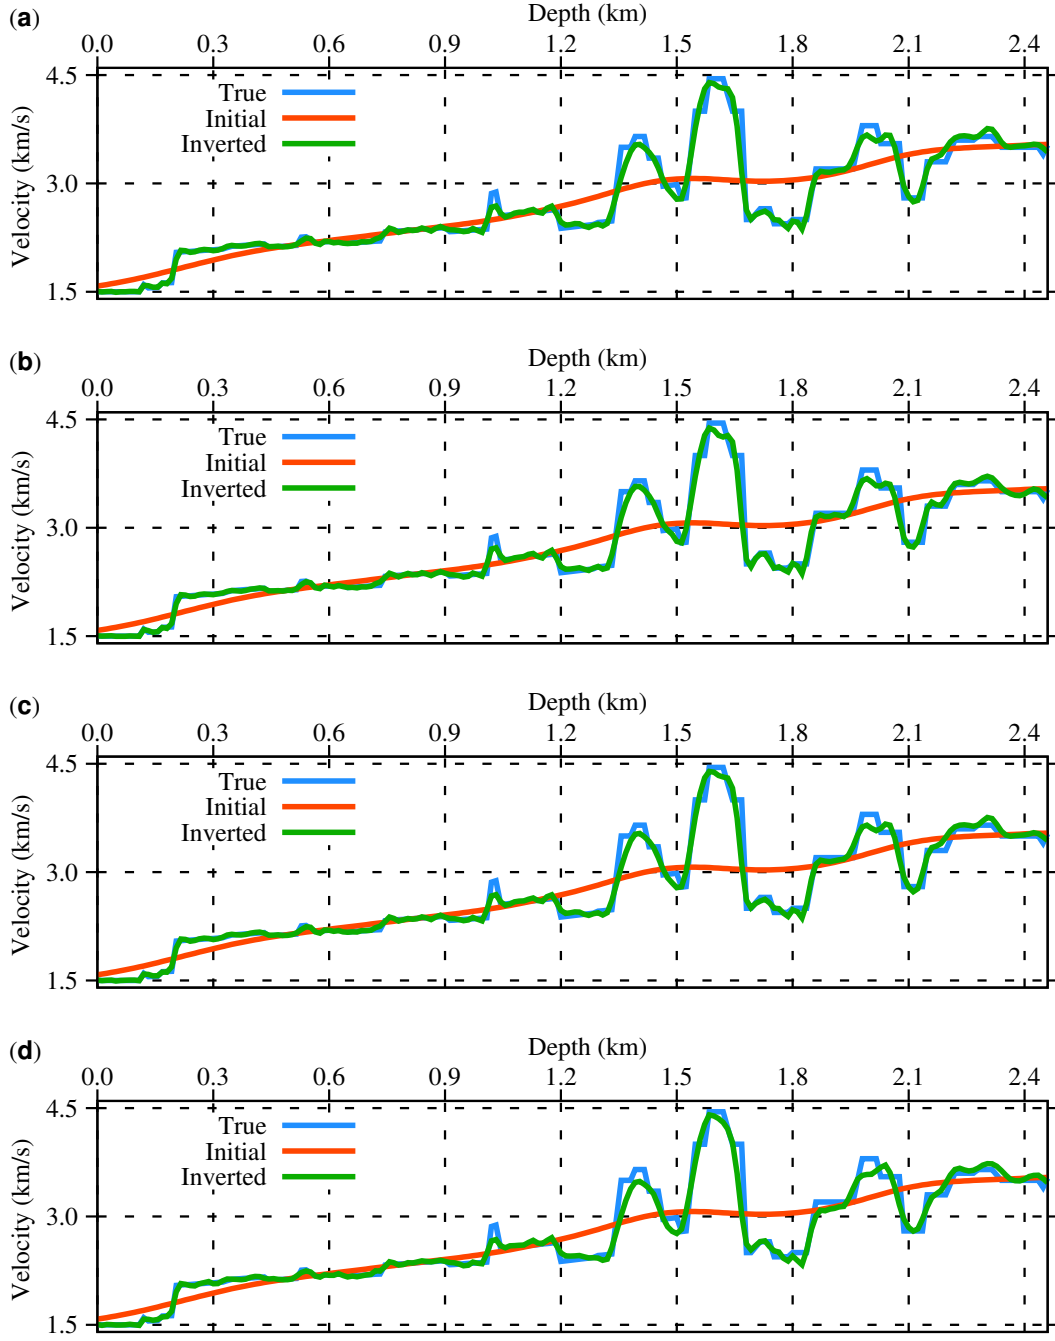 (a)
Depth (km)
0.0 0.3 0.6 0.9 1.2 1.5 1.8 2.1 2.4
Velocity (km/s)
4.5
3.0
1.5
True
Initial
Inverted
(b)
Depth (km)
0.0 0.3 0.6 0.9 1.2 1.5 1.8 2.1 2.4
Velocity (km/s)
4.5
3.0
1.5
True
Initial
Inverted
(c)
Depth (km)
0.0 0.3 0.6 0.9 1.2 1.5 1.8 2.1 2.4
Velocity (km/s)
4.5
3.0
1.5
True
Initial
Inverted
(d)
Depth (km)
0.0 0.3 0.6 0.9 1.2 1.5 1.8 2.1 2.4
Velocity (km/s)
4.5
3.0
1.5
True
Initial
Inverted